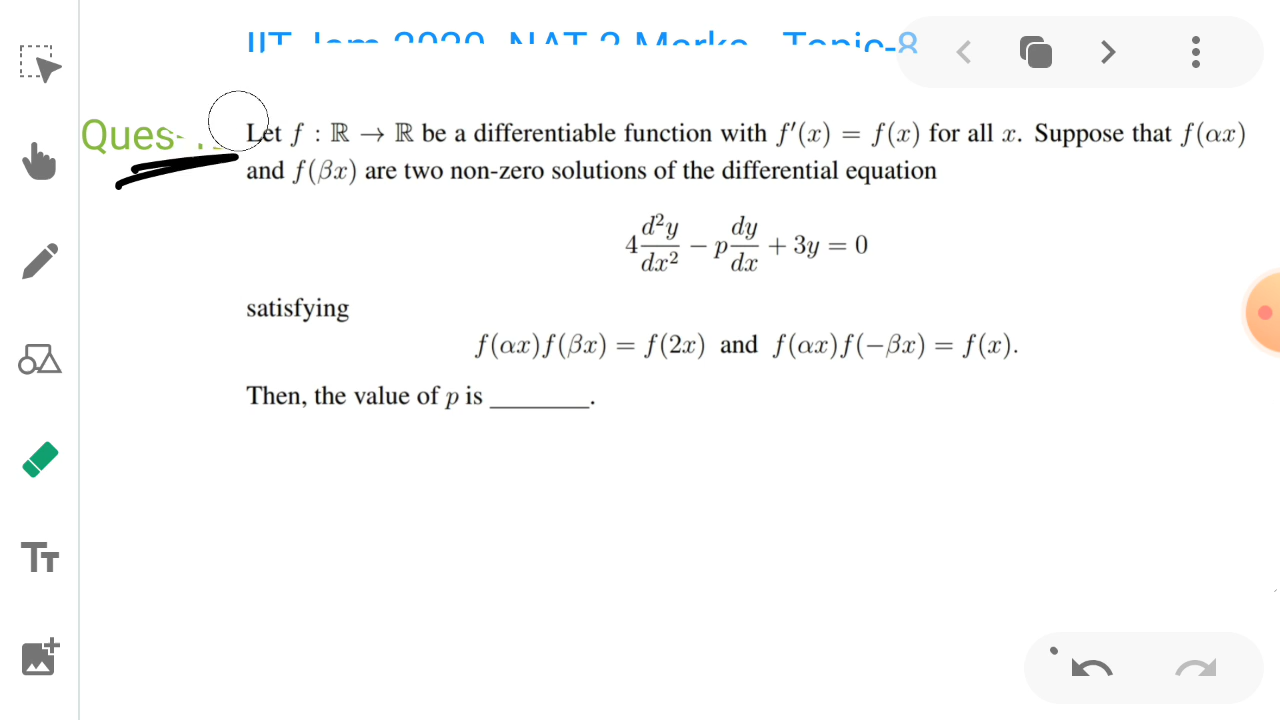 Ques
Let f : ℝ → ℝ be a differentiable function with f′(x) = f(x) for all x. Suppose that f(αx)
and f(βx) are two non-zero solutions of the differential equation
4 d²y/dx² − p dy/dx + 3y = 0
satisfying
f(αx)f(βx) = f(2x) and f(αx)f(−βx) = f(x).
Then, the value of p is ________.
TT